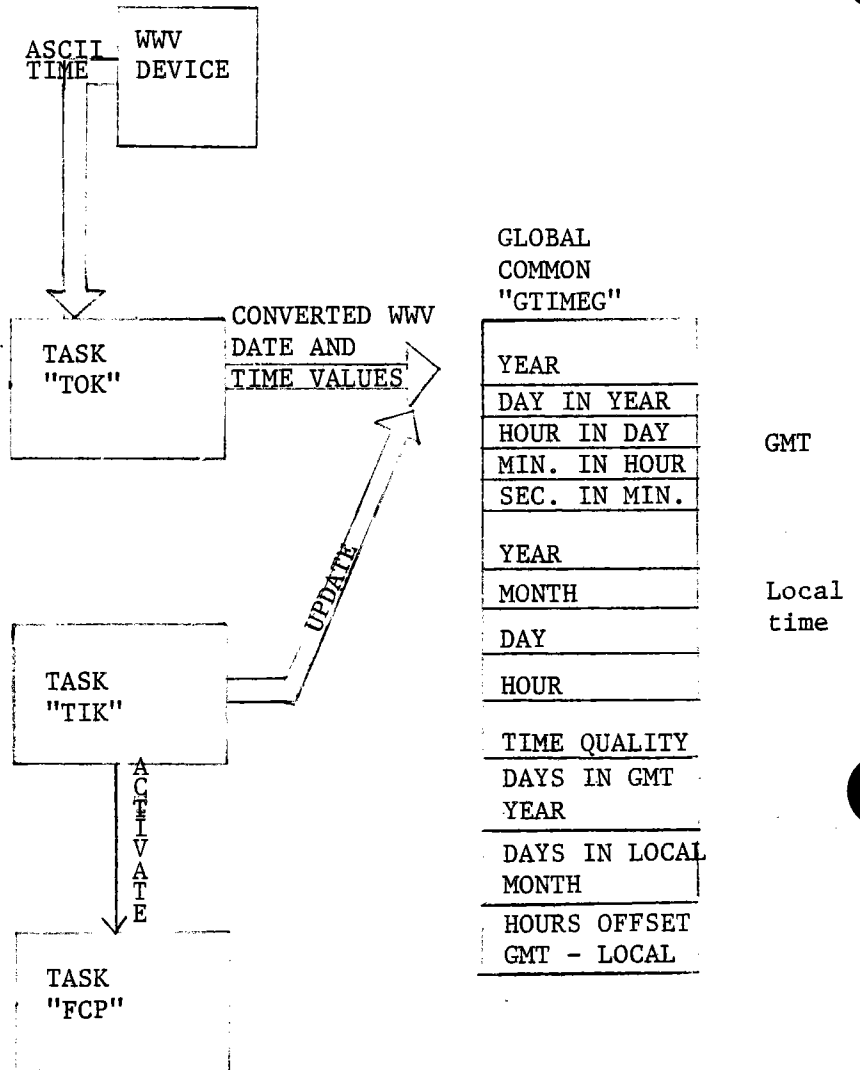 ASCII
TIME
WWV
DEVICE
TASK
"TOK"
CONVERTED WWV
DATE AND
TIME VALUES
UPDATE
TASK
"TIK"
ACTIVATE
TASK
"FCP"
GLOBAL
COMMON
"GTIMEG"
YEAR
DAY IN YEAR
HOUR IN DAY
MIN. IN HOUR
SEC. IN MIN.
GMT
YEAR
MONTH
DAY
HOUR
Local
time
TIME QUALITY
DAYS IN GMT
YEAR
DAYS IN LOCAL
MONTH
HOURS OFFSET
GMT - LOCAL